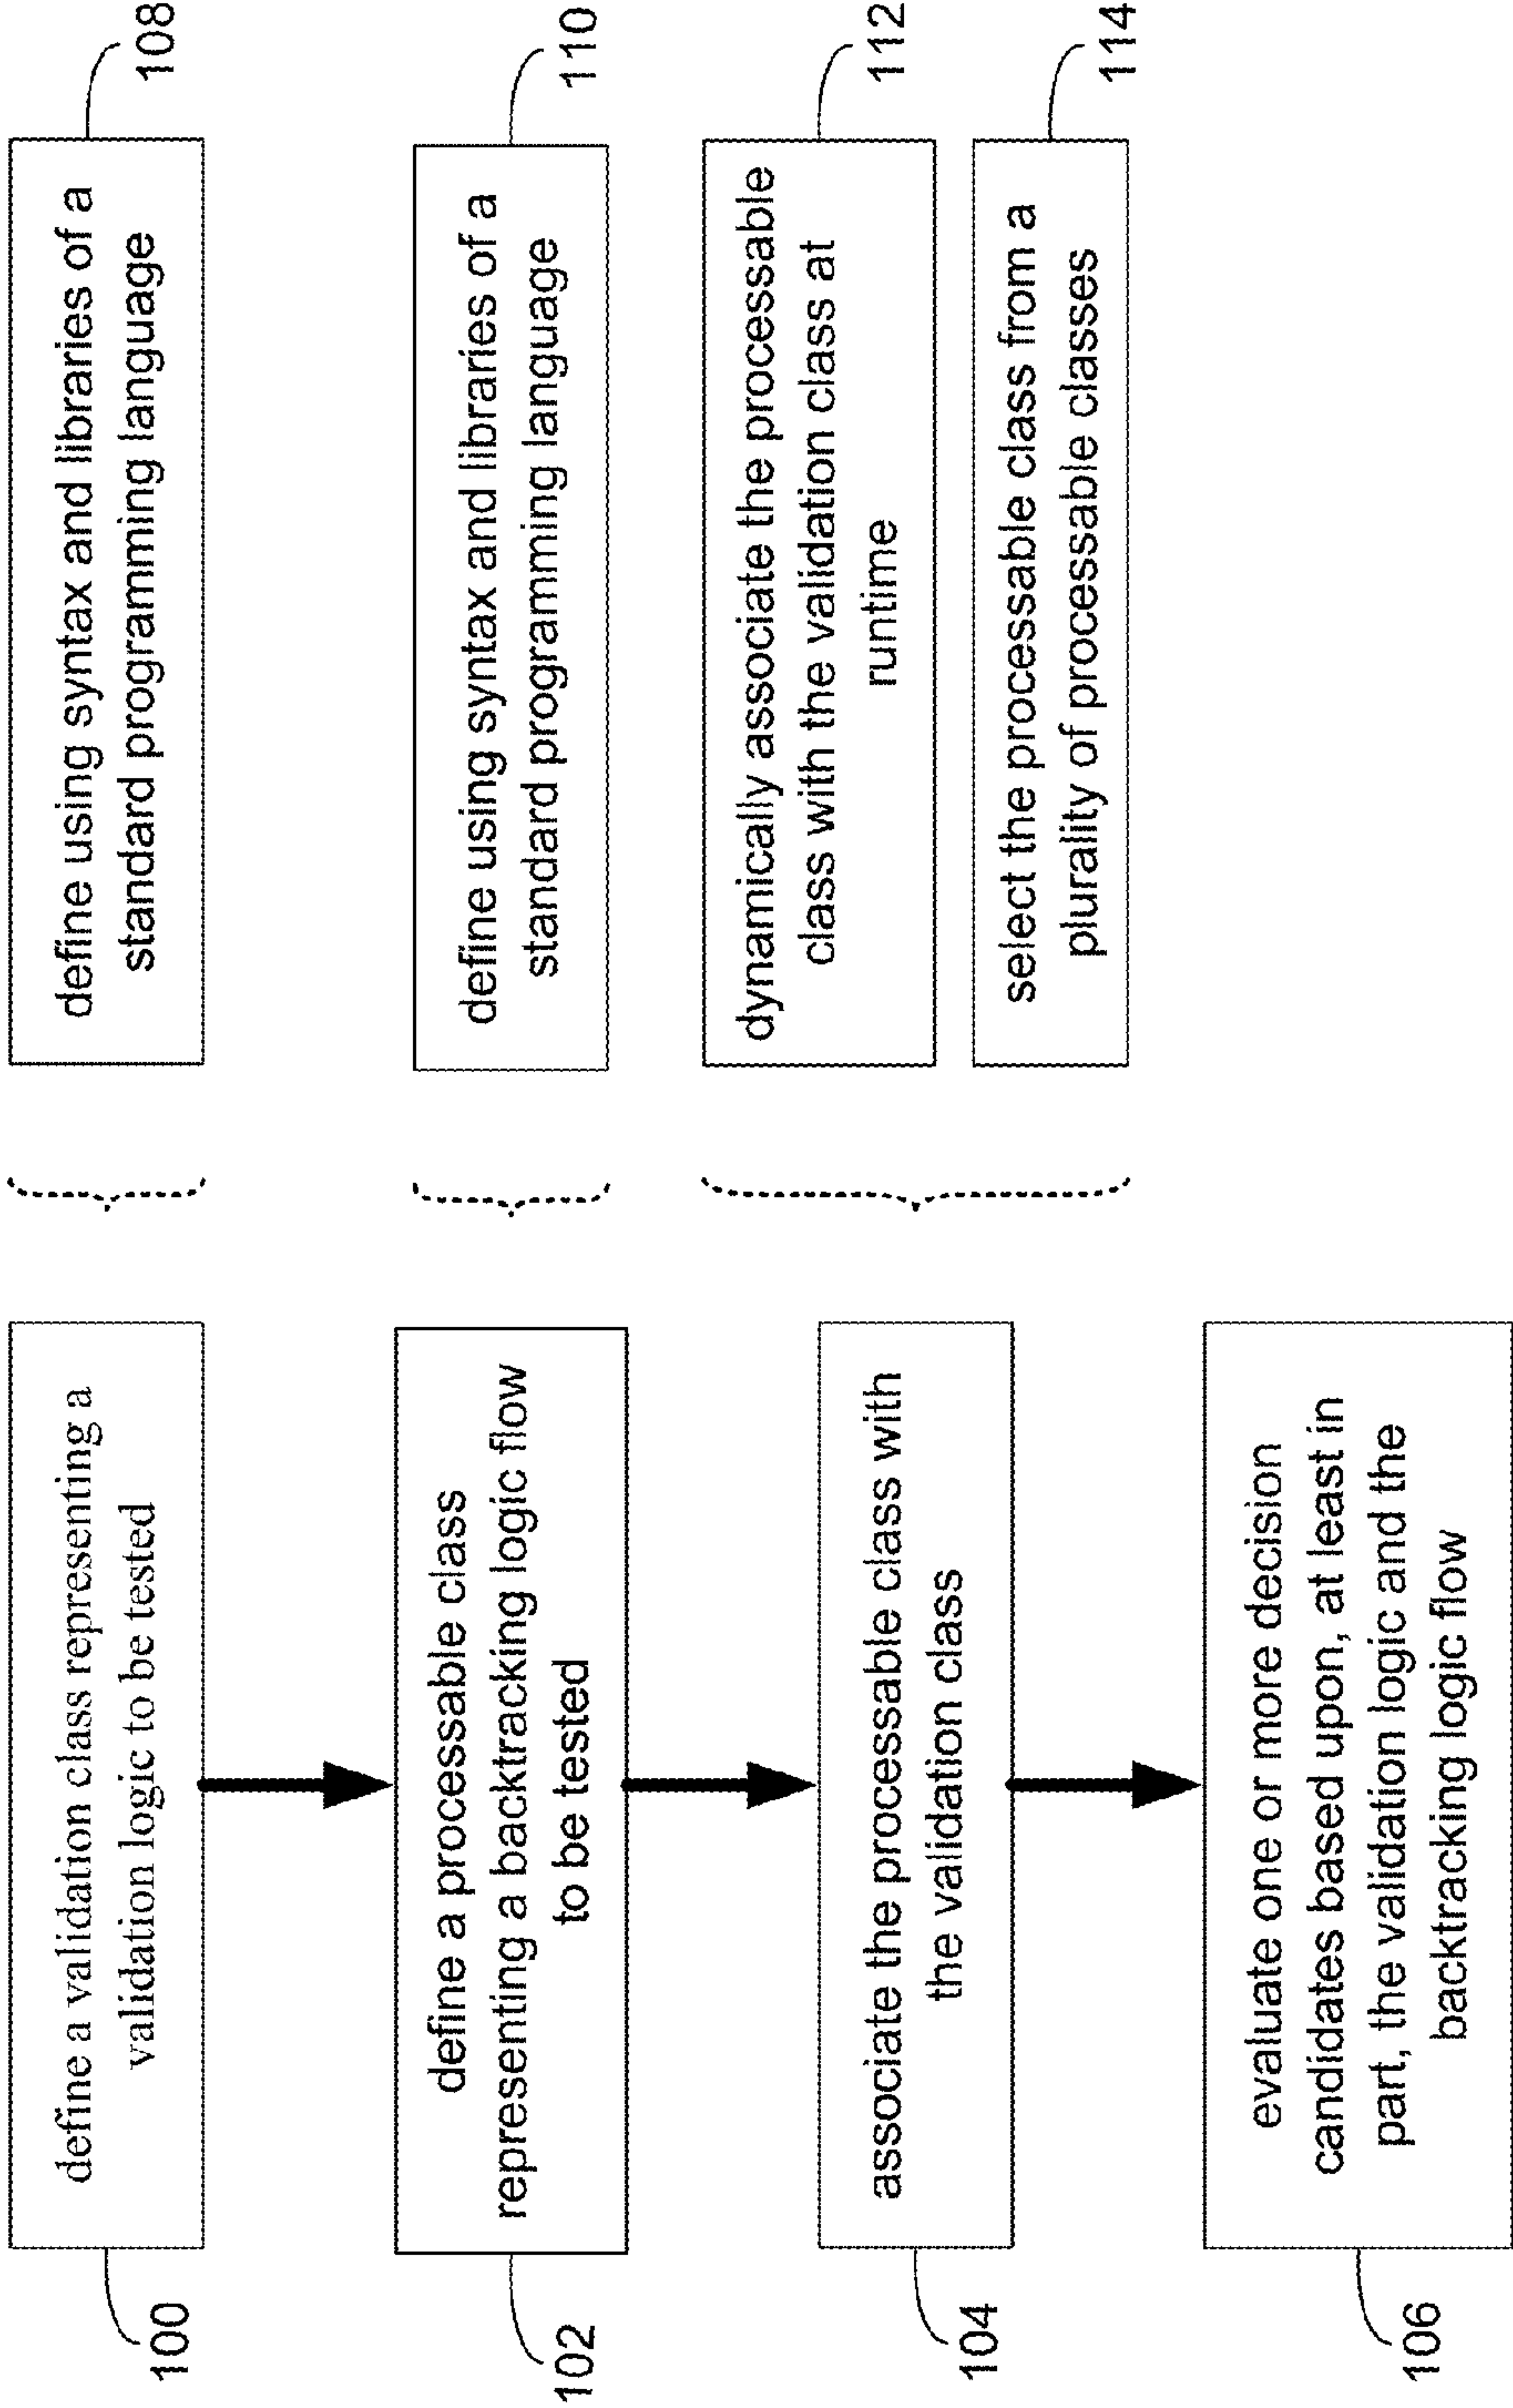 100
define a validation class representing a
validation logic to be tested
define using syntax and libraries of a
standard programming language
108
102
define a processable class
representing a backtracking logic flow
to be tested
define using syntax and libraries of a
standard programming language
110
104
associate the processable class with
the validation class
dynamically associate the processable
class with the validation class at
runtime
112
select the processable class from a
plurality of processable classes
114
106
evaluate one or more decision
candidates based upon, at least in
part, the validation logic and the
backtracking logic flow